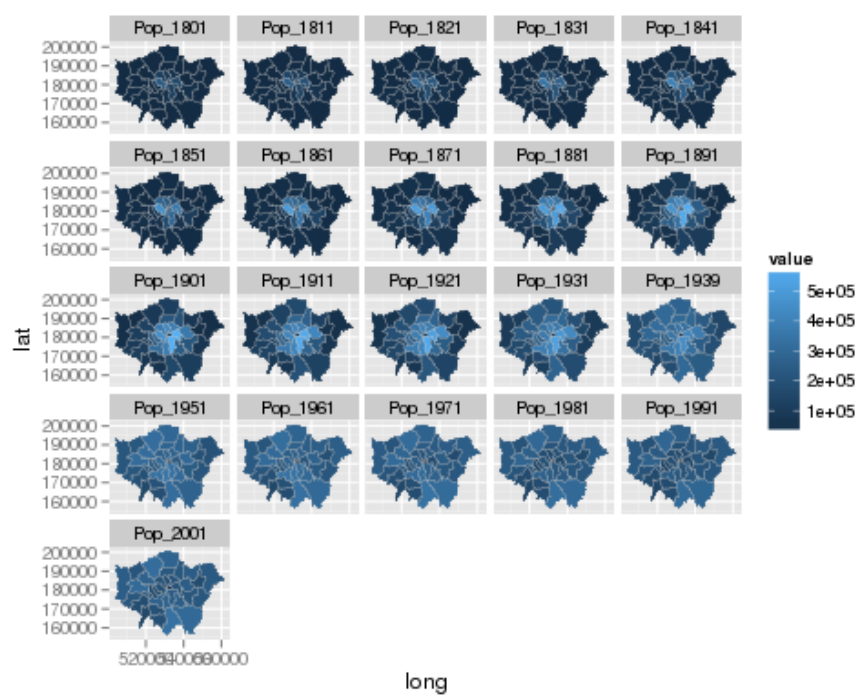 Pop_1801 Pop_1811 Pop_1821 Pop_1831 Pop_1841
200000
190000
180000
170000
160000
Pop_1851 Pop_1861 Pop_1871 Pop_1881 Pop_1891
200000
190000
180000
170000
160000
value
5e+05
4e+05
3e+05
2e+05
1e+05
Pop_1901 Pop_1911 Pop_1921 Pop_1931 Pop_1939
200000
190000
180000
170000
160000
lat
Pop_1951 Pop_1961 Pop_1971 Pop_1981 Pop_1991
200000
190000
180000
170000
160000
Pop_2001
200000
190000
180000
170000
160000
long